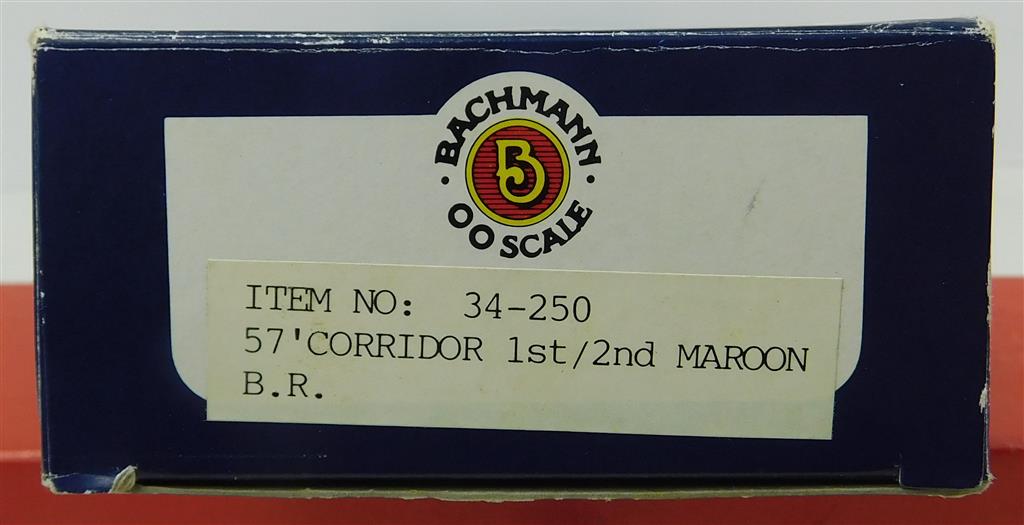 BACHMANN
B
OO SCALE
ITEM NO: 34-250
57'CORRIDOR 1st/2nd MAROON
B.R.